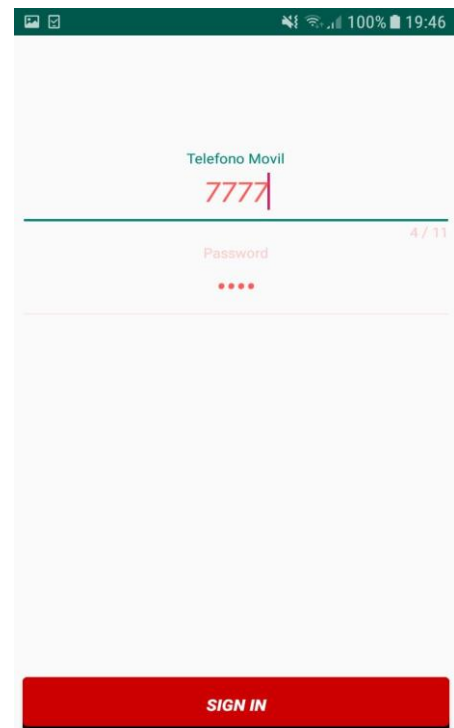 100% 19:46
Telefono Movil
7777
4 / 11
Password
••••
SIGN IN